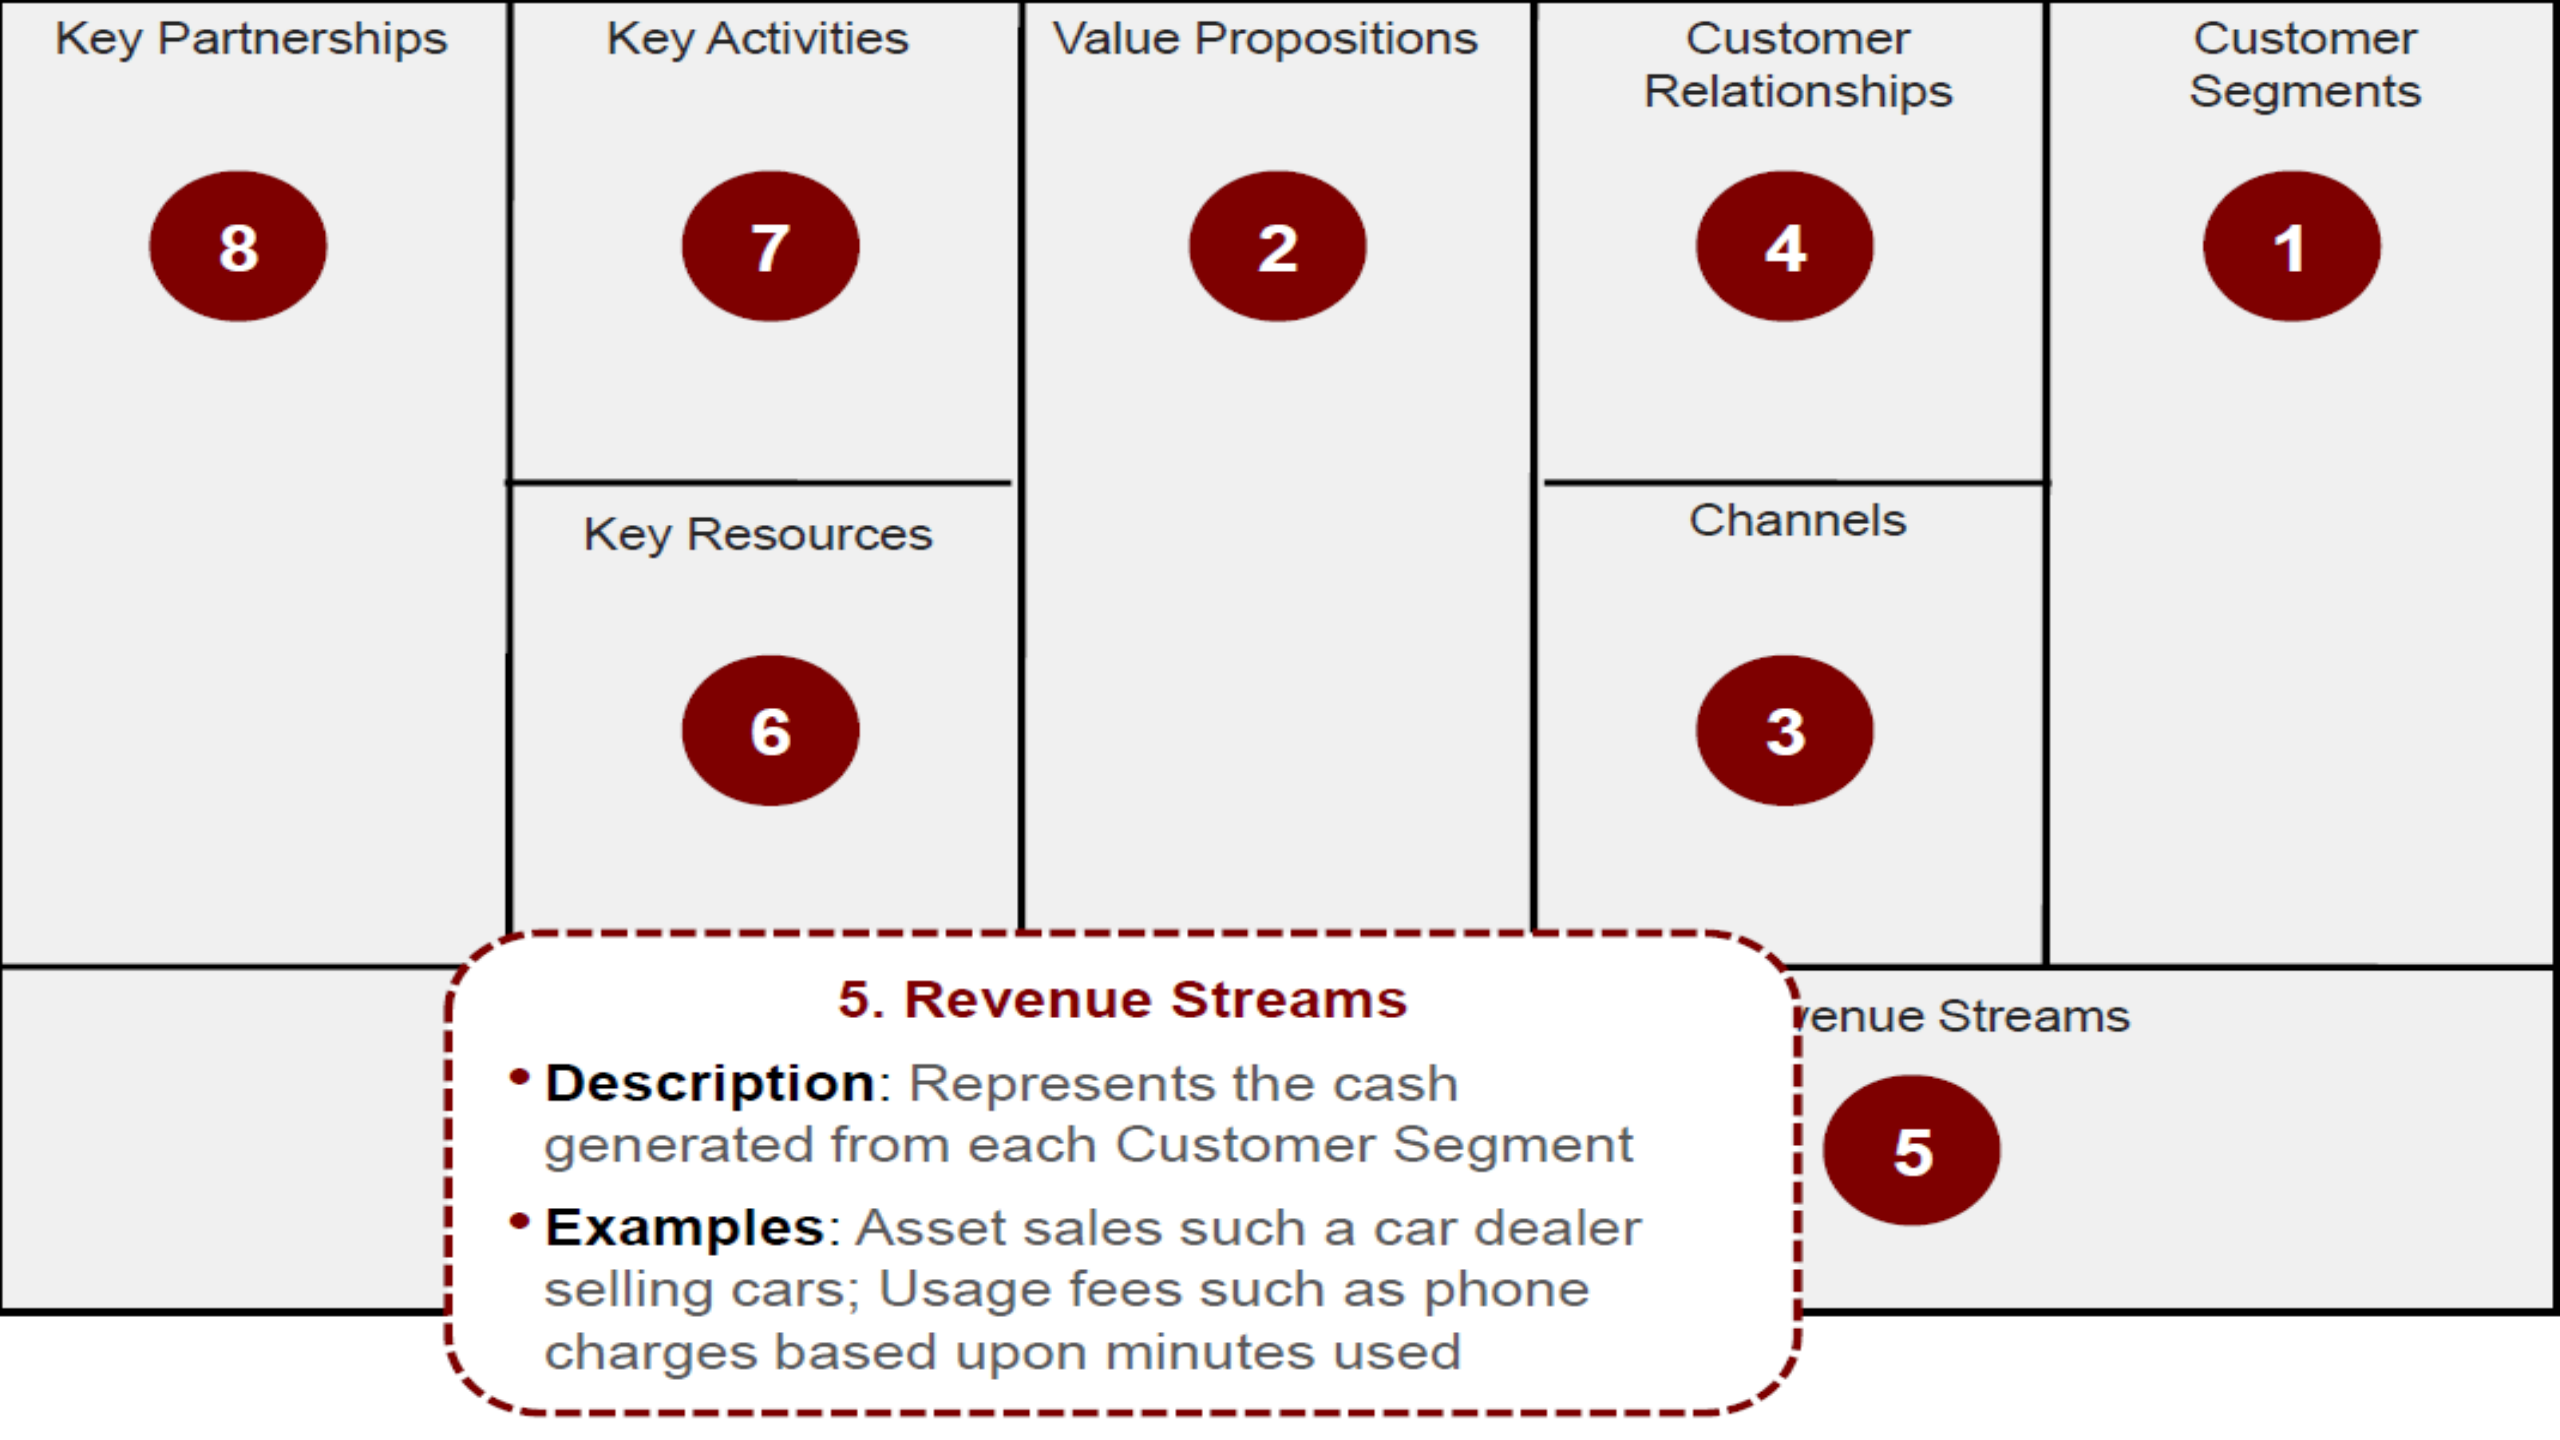 Key Partnerships
8
Key Activities
7
Key Resources
6
Value Propositions
2
Customer
Relationships
4
Channels
3
Customer
Segments
1
venue Streams
5
5. Revenue Streams
• Description: Represents the cash
generated from each Customer Segment
• Examples: Asset sales such a car dealer
selling cars; Usage fees such as phone
charges based upon minutes used